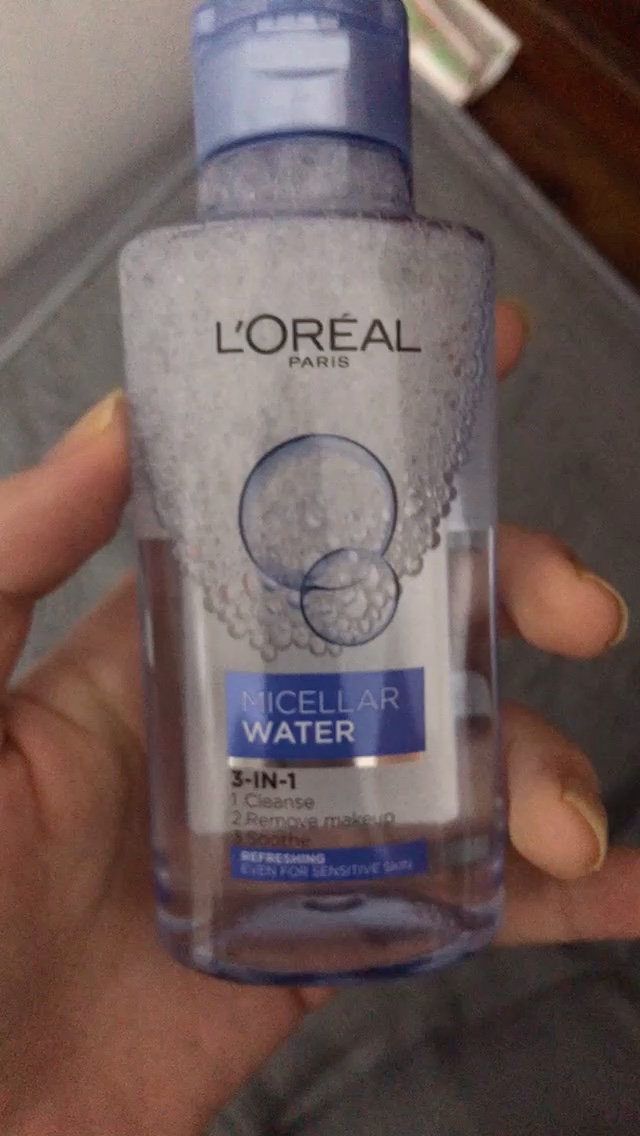 L'ORÉAL
PARIS
MICELLAR
WATER
3-IN-1
1.Cleanse
2.Remove makeup
3.Soothe
REFRESHING
EVEN FOR SENSITIVE SKIN